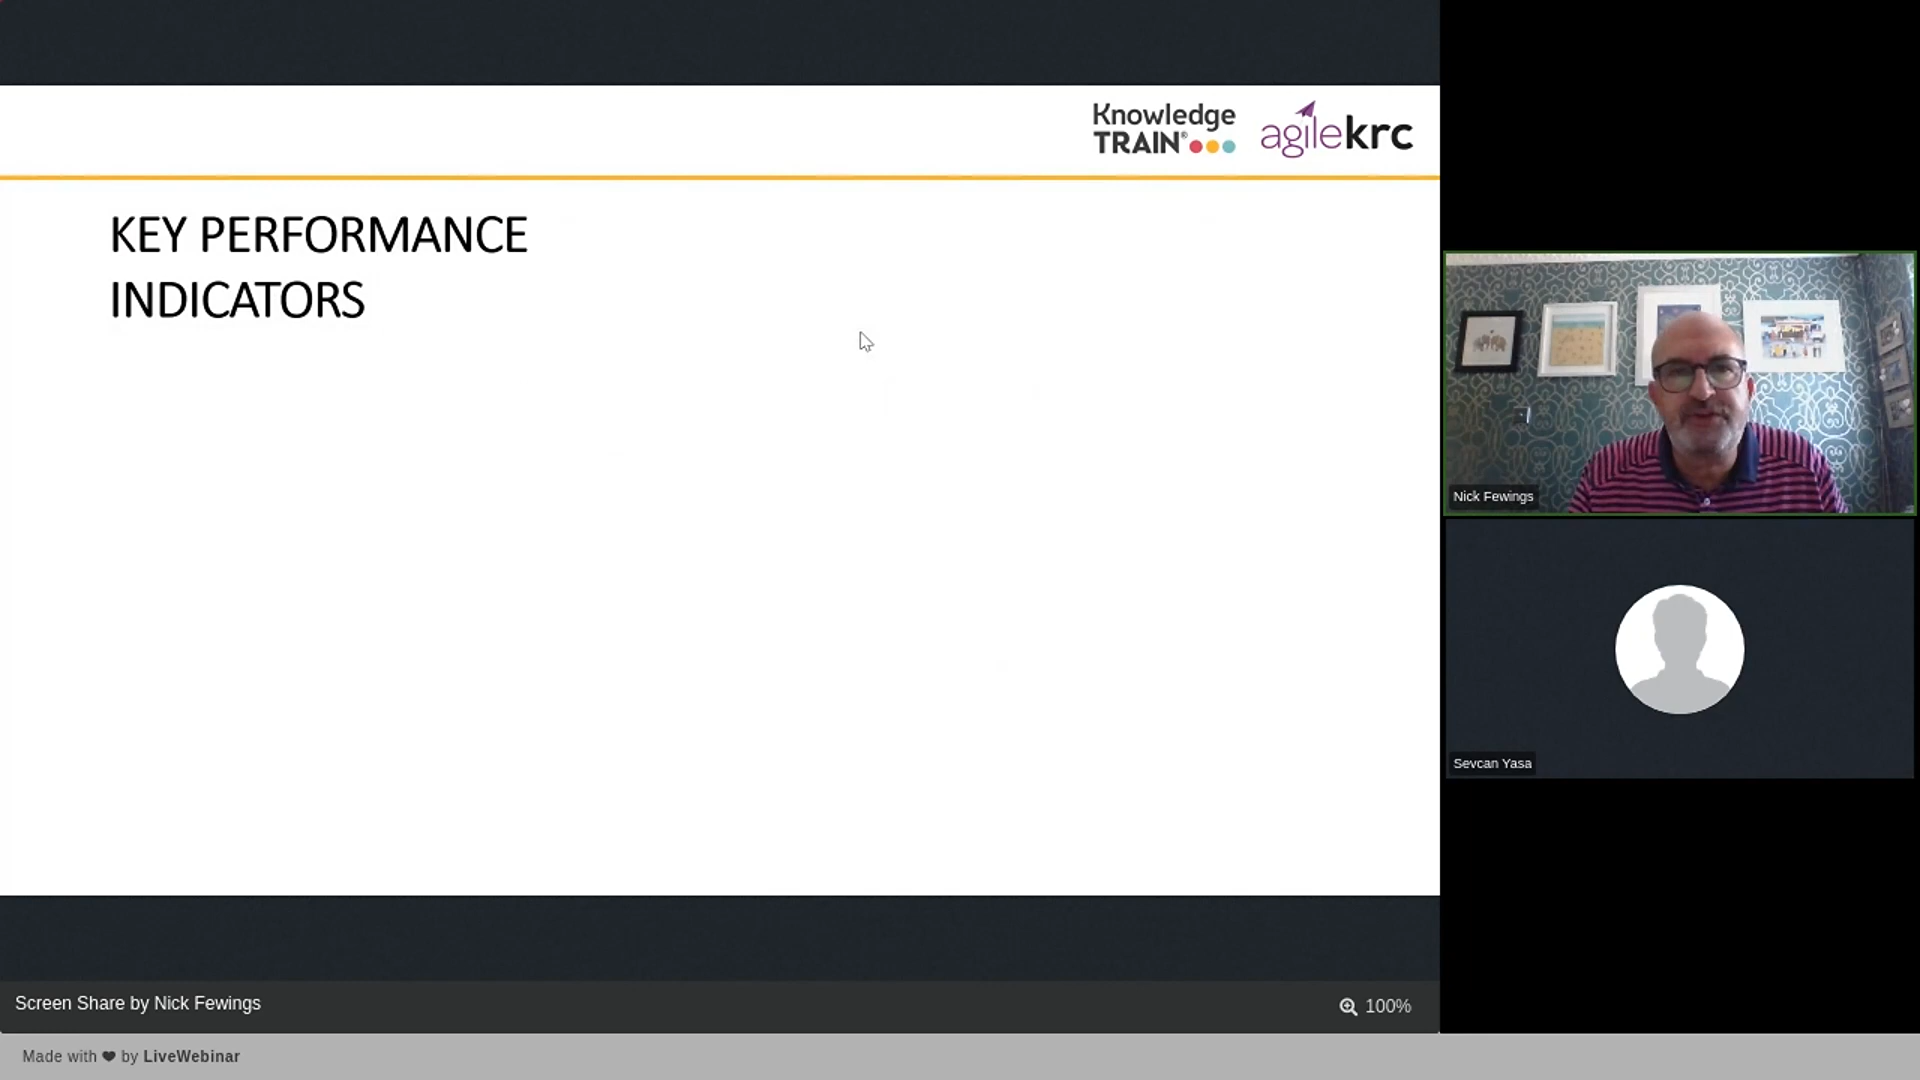 Knowledge
TRAIN®
agilekrc
KEY PERFORMANCE
INDICATORS
Nick Fewings
Sevcan Yasa
Screen Share by Nick Fewings
100%
Made with ❤ by LiveWebinar